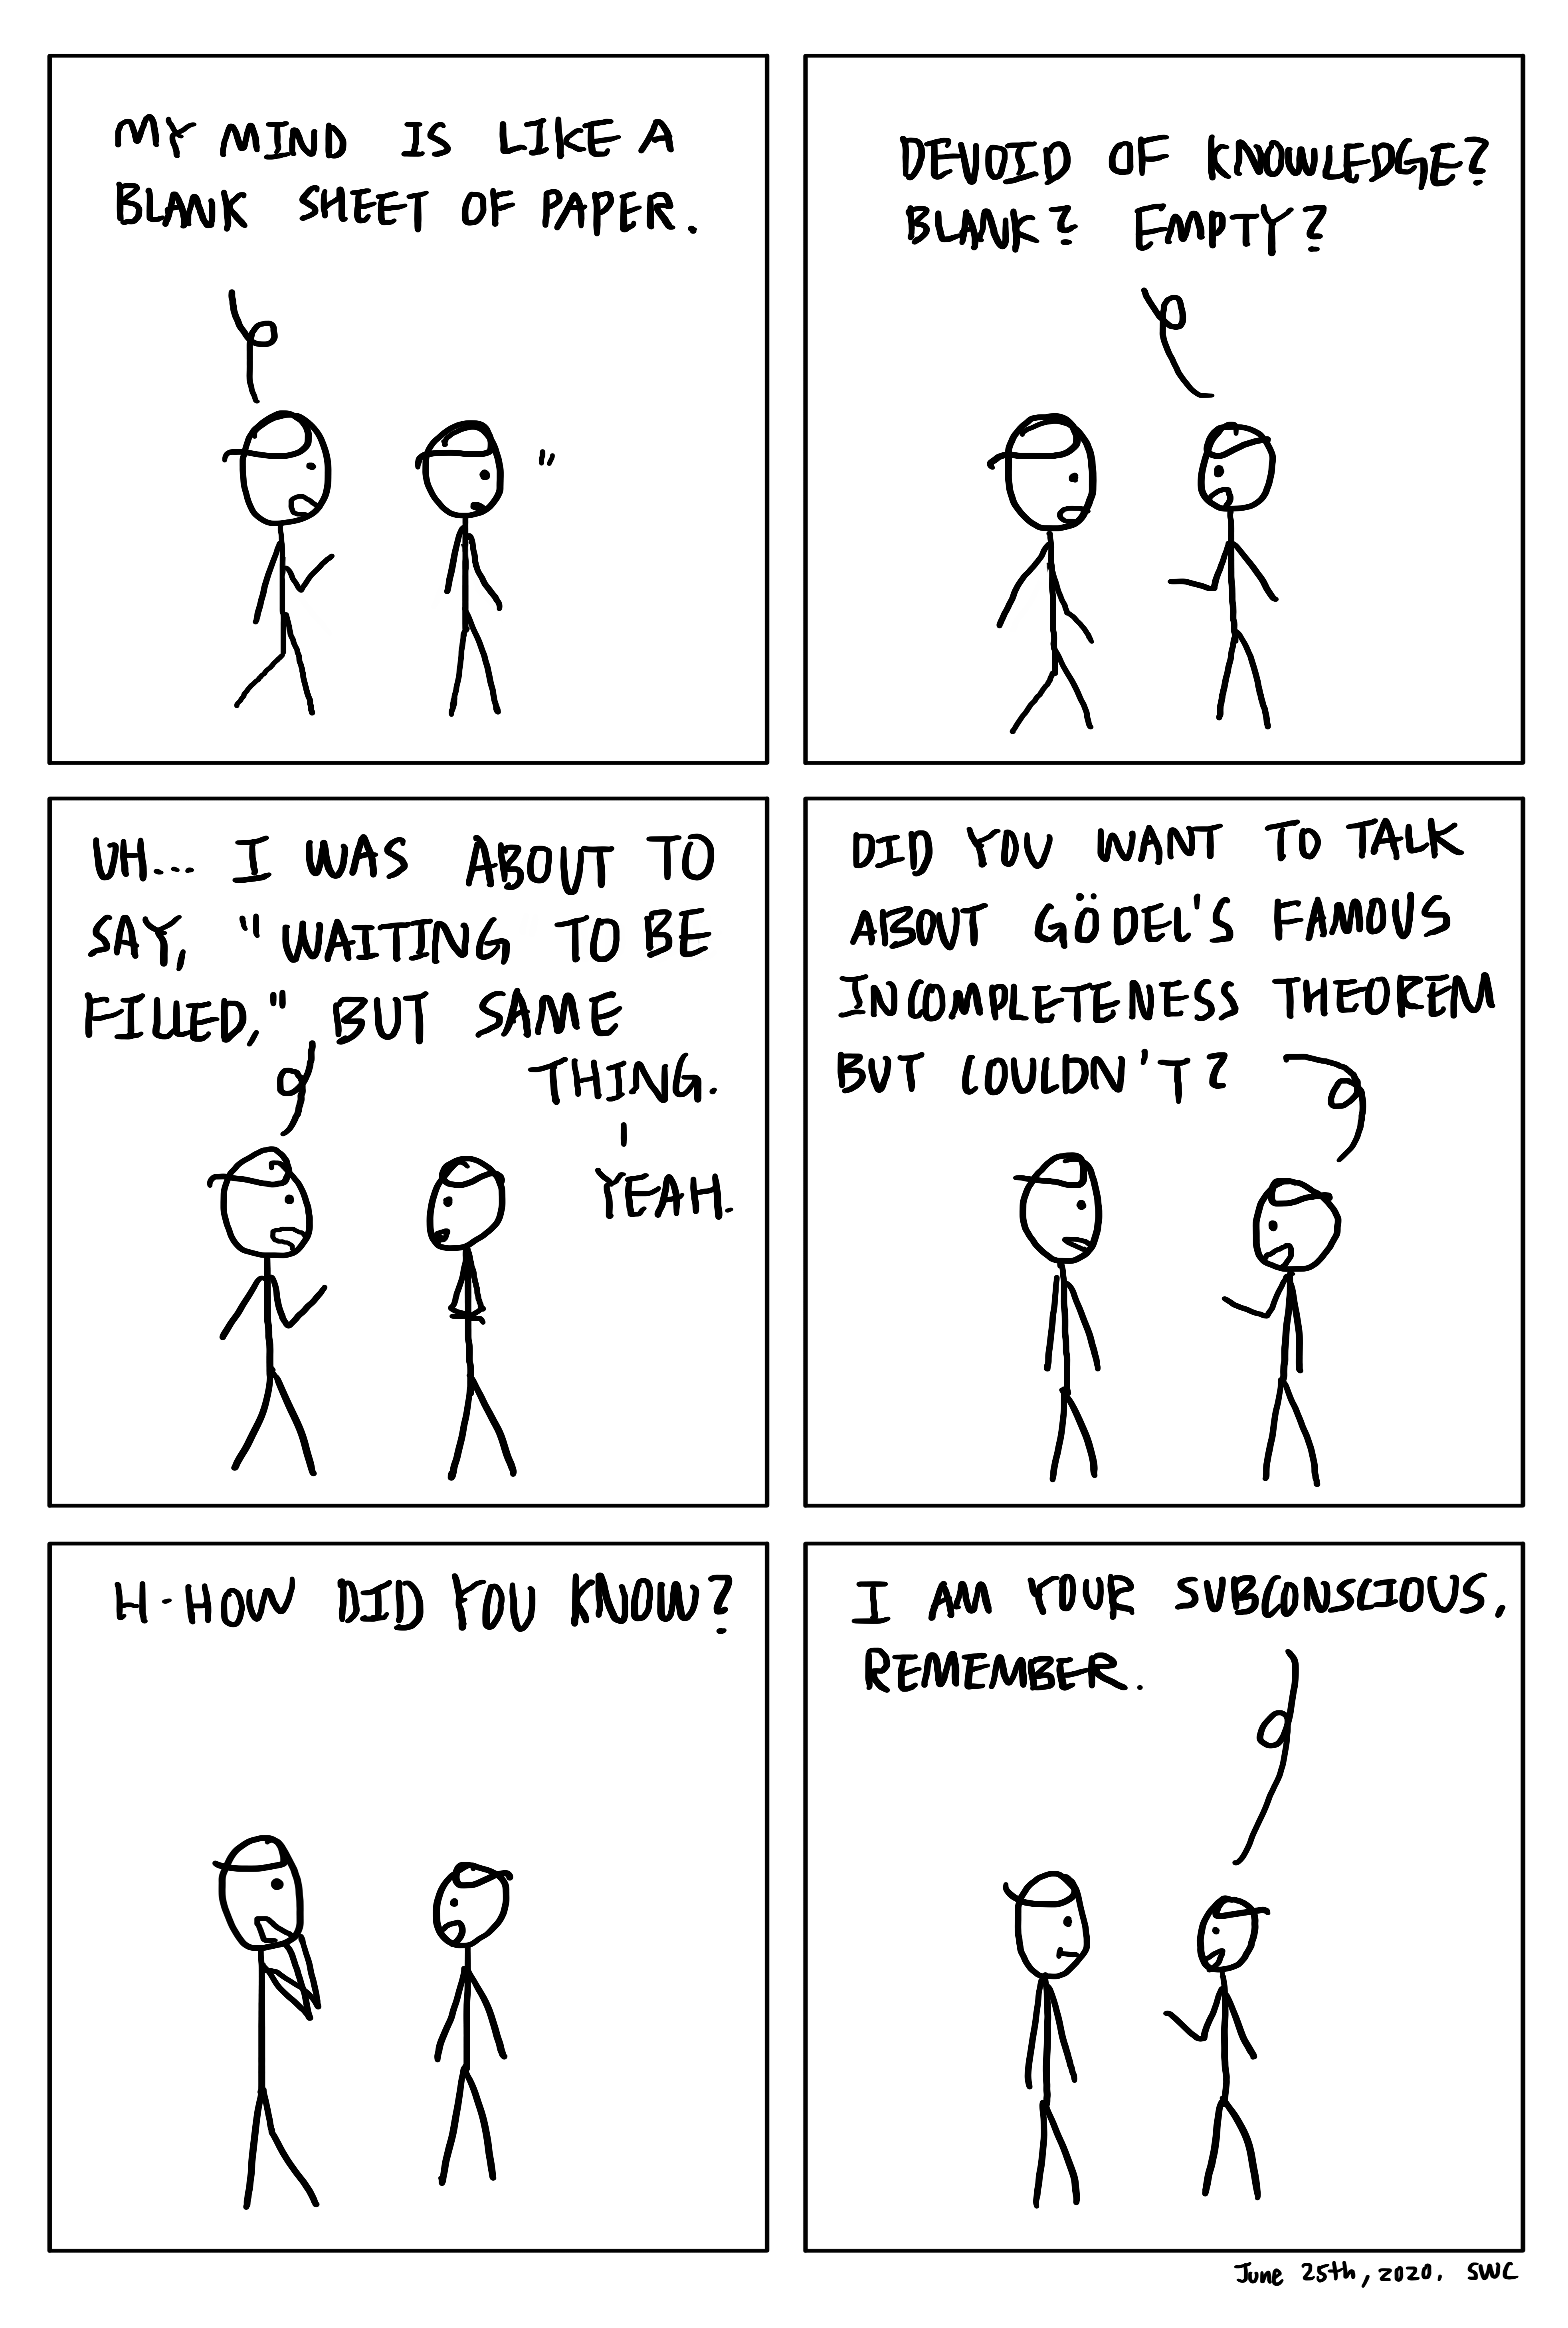 MY MIND IS LIKE A
BLANK SHEET OF PAPER.
DEVOID OF KNOWLEDGE?
BLANK? EMPTY?
UH... I WAS ABOUT TO
SAY, "WAITING TO BE
FILLED," BUT SAME
THING.
YEAH.
DID YOU WANT TO TALK
ABOUT GÖDEL'S FAMOUS
INCOMPLETENESS THEOREM
BUT COULDN'T?
H-HOW DID YOU KNOW?
I AM YOUR SUBCONSCIOUS,
REMEMBER.
June 25th, 2020. SWC